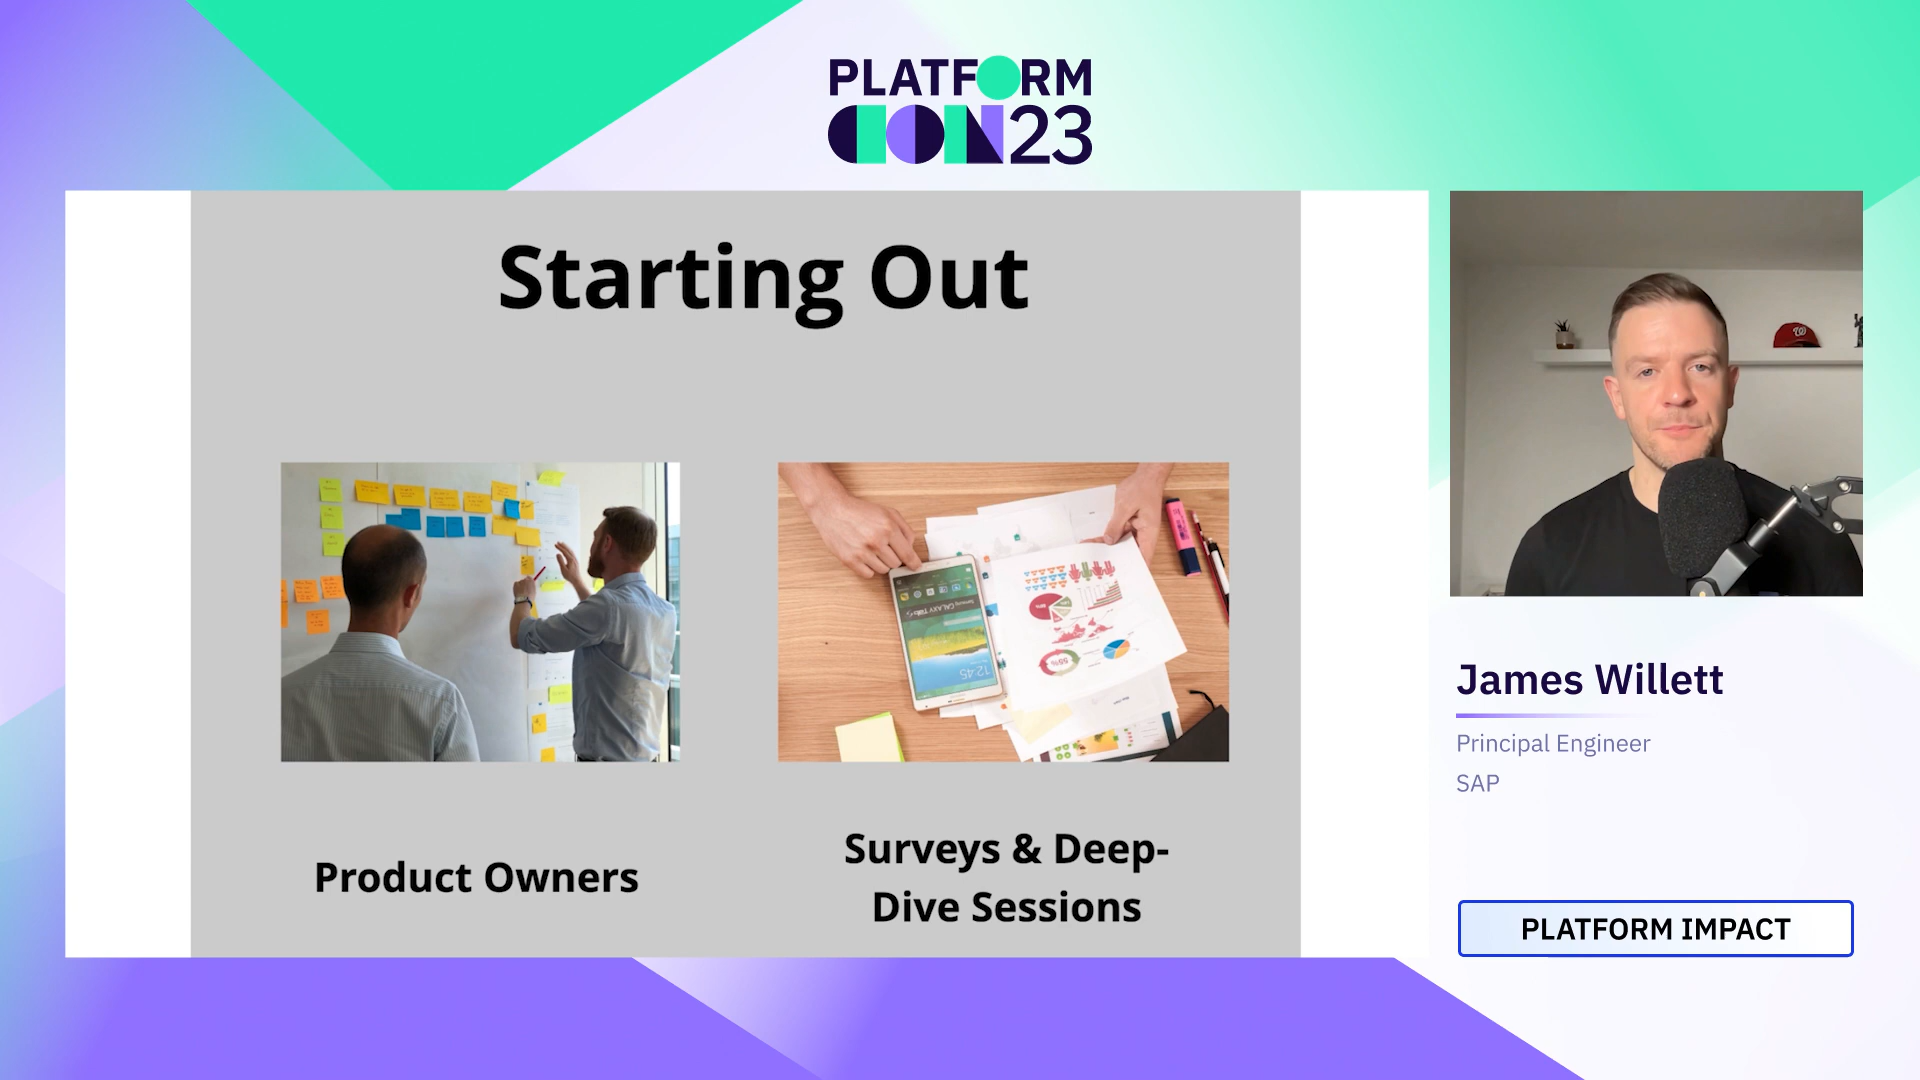 PLATFORM
CON23
Starting Out
Product Owners
Surveys & Deep-
Dive Sessions
James Willett
Principal Engineer
SAP
PLATFORM IMPACT